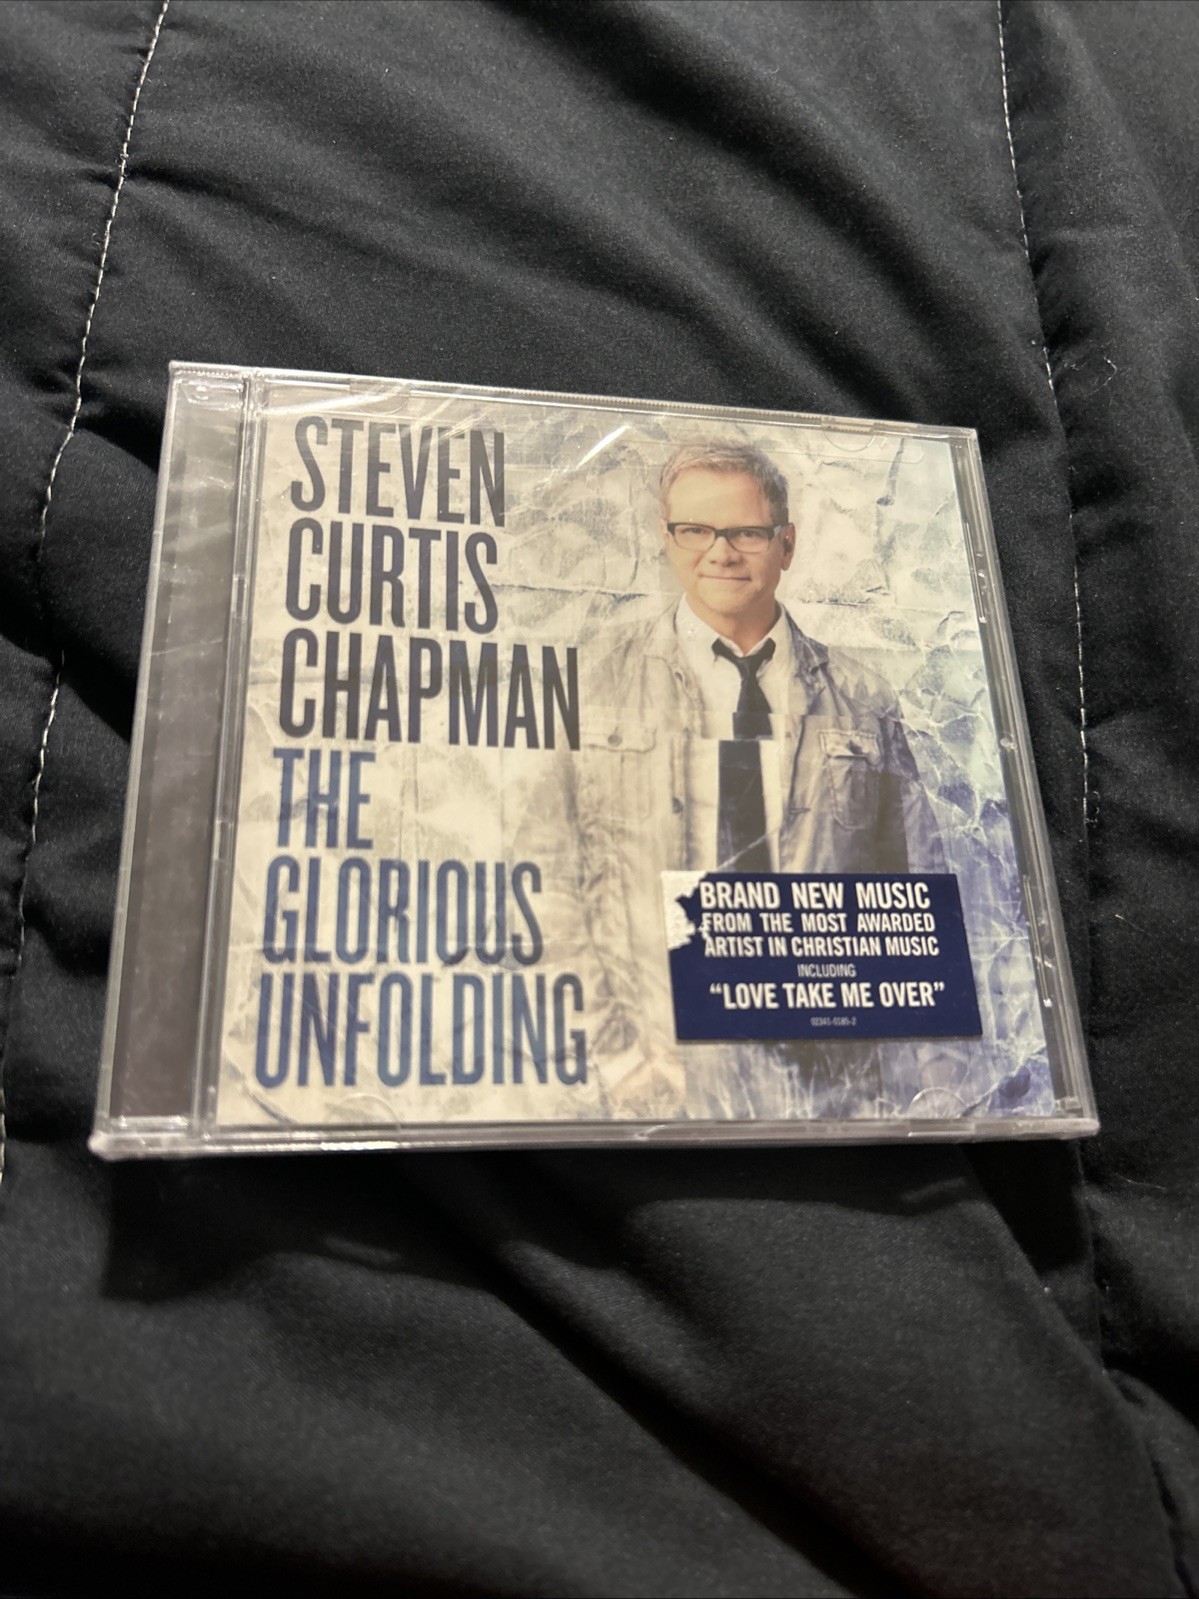 STEVEN
CURTIS
CHAPMAN
THE
GLORIOUS
UNFOLDING
BRAND NEW MUSIC
FROM THE MOST AWARDED
ARTIST IN CHRISTIAN MUSIC
INCLUDING
"LOVE TAKE ME OVER"